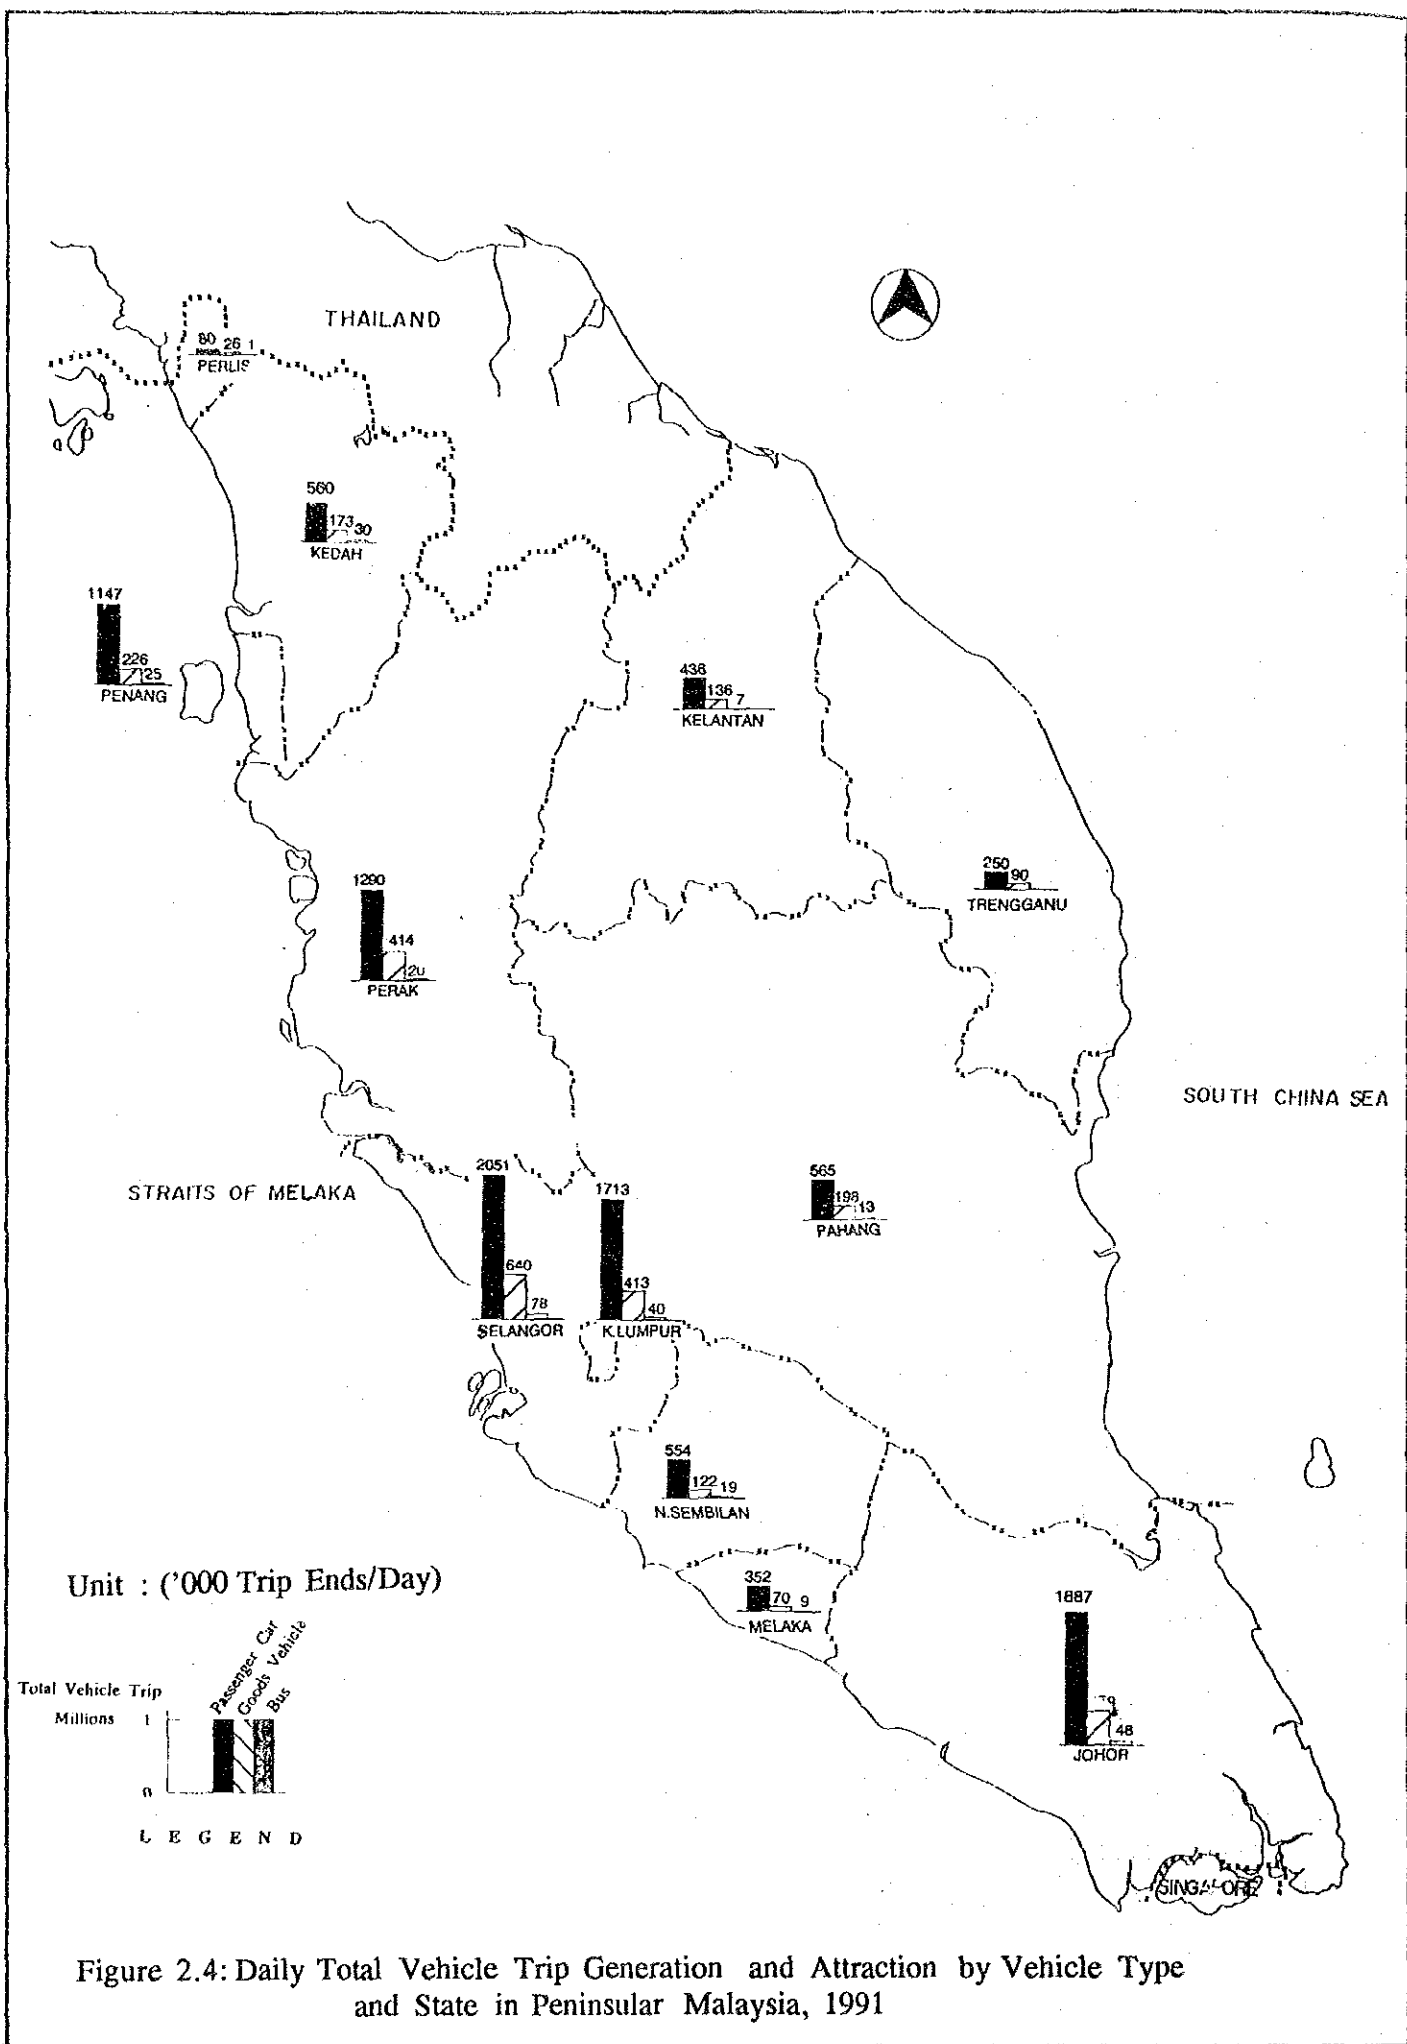 THAILAND
80 26 1
PERLIS
560
173 30
KEDAH
1147
226
25
PENANG
438
136 7
KELANTAN
250
90
TRENGGANU
1290
414
20
PERAK
SOUTH CHINA SEA
STRAITS OF MELAKA
2051
640
78
SELANGOR
1713
413
40
K.LUMPUR
565
198 13
PAHANG
554
122 19
N.SEMBILAN
352
70 9
MELAKA
1887
48
JOHOR
SINGAPORE
Unit : ('000 Trip Ends/Day)
Passenger Car
Goods Vehicle
Bus
Total Vehicle Trip
Millions 1
0
L E G E N D
Figure 2.4: Daily Total Vehicle Trip Generation and Attraction by Vehicle Type
and State in Peninsular Malaysia, 1991